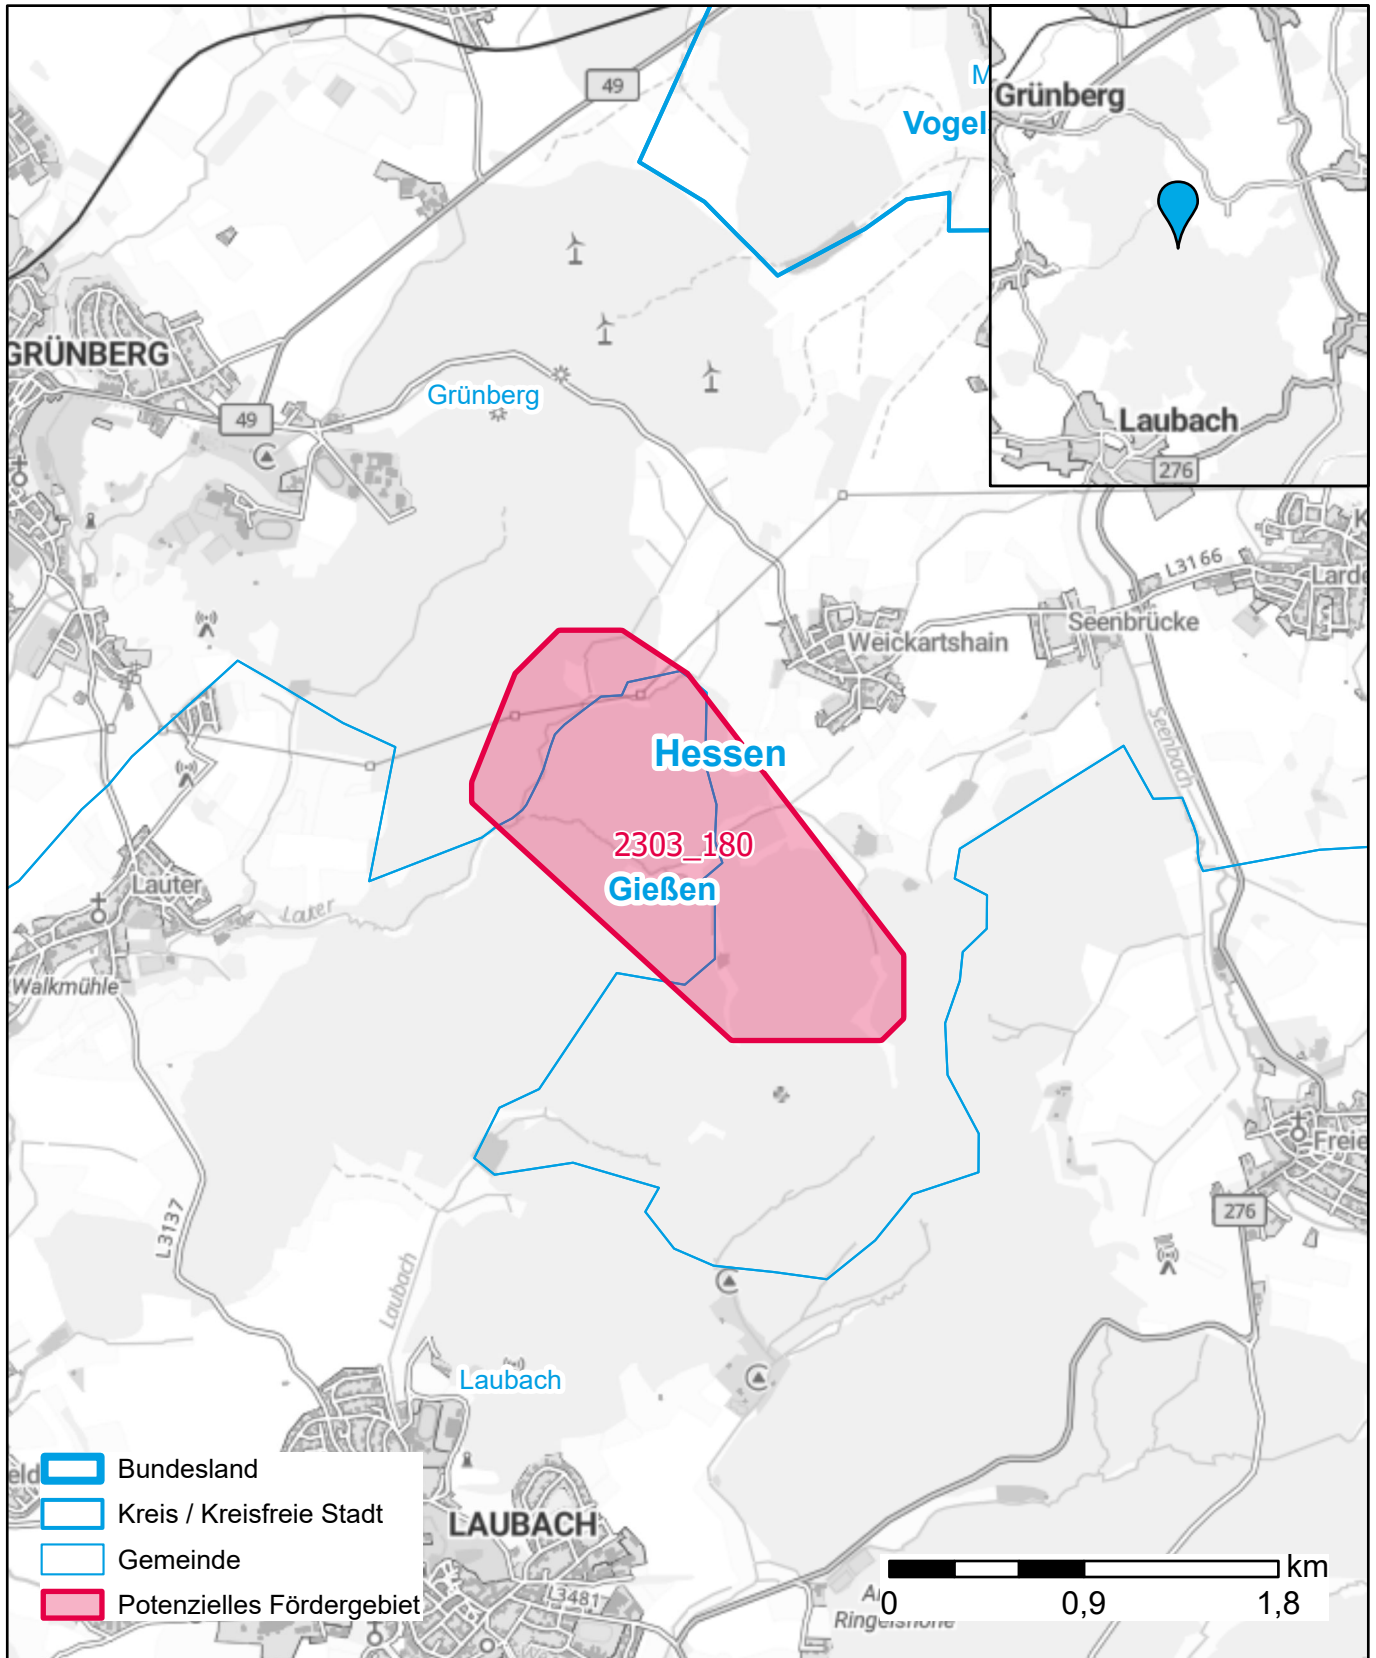 49
M
Vogel
Grünberg
Laubach
276
GRÜNBERG
49
Grünberg
L3166
Larde
Seenbrücke
Weickartshain
Seenbach
Hessen
2303_180
Gießen
Lauter
Lauter
Walkmühle
L3137
Laubach
Freie
276
Laubach
eld
LAUBACH
L3481
Ringelshöhe
Bundesland
Kreis / Kreisfreie Stadt
Gemeinde
Potenzielles Fördergebiet
km
0 0,9 1,8